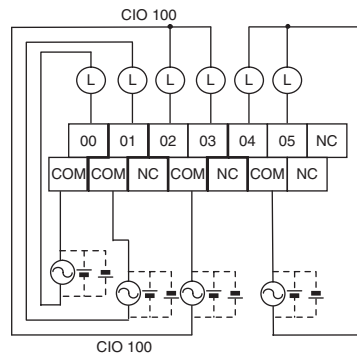 CIO 100
L L L L L L
00 01 02 03 04 05 NC
COM COM NC COM NC COM NC
CIO 100